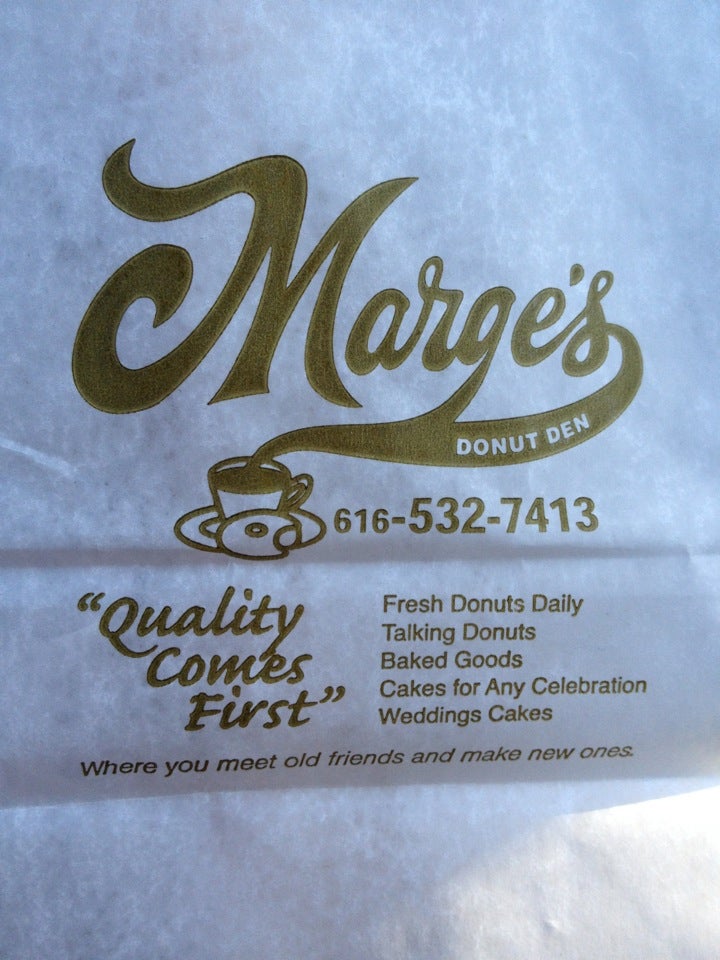 Marge's
DONUT DEN
616-532-7413
"Quality
Comes
First"
Fresh Donuts Daily
Talking Donuts
Baked Goods
Cakes for Any Celebration
Weddings Cakes
Where you meet old friends and make new ones.